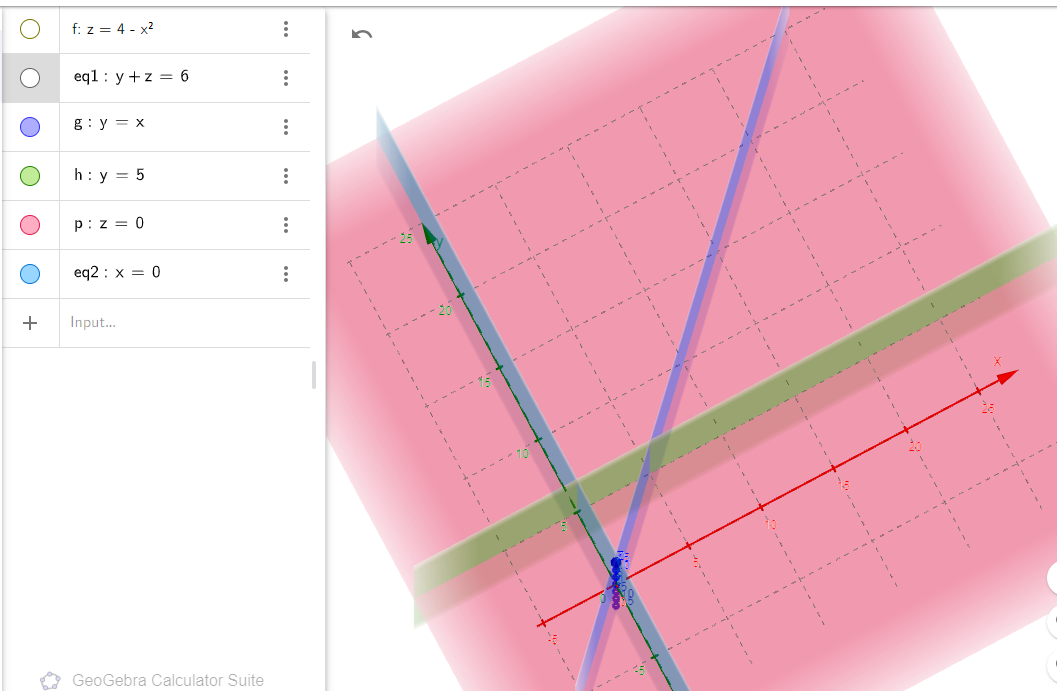 f: z = 4 - x²
eq1 : y + z = 6
g : y = x
h : y = 5
p : z = 0
eq2 : x = 0
+ Input...
GeoGebra Calculator Suite
25
y
20
15
10
5
0
-5
-5
5
10
15
20
25
x